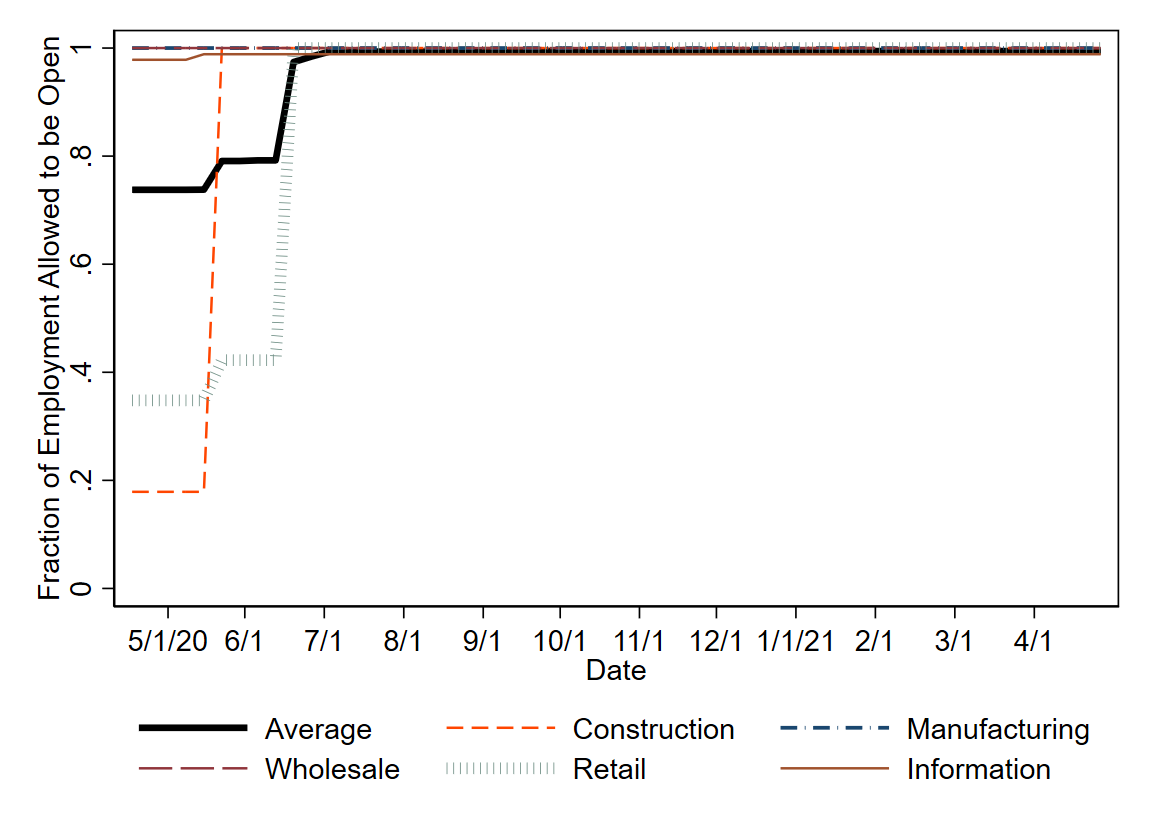 Fraction of Employment Allowed to be Open
1
.8
.6
.4
.2
0
5/1/20 6/1 7/1 8/1 9/1 10/1 11/1 12/1 1/1/21 2/1 3/1 4/1
Date
Average Construction Manufacturing
Wholesale Retail Information